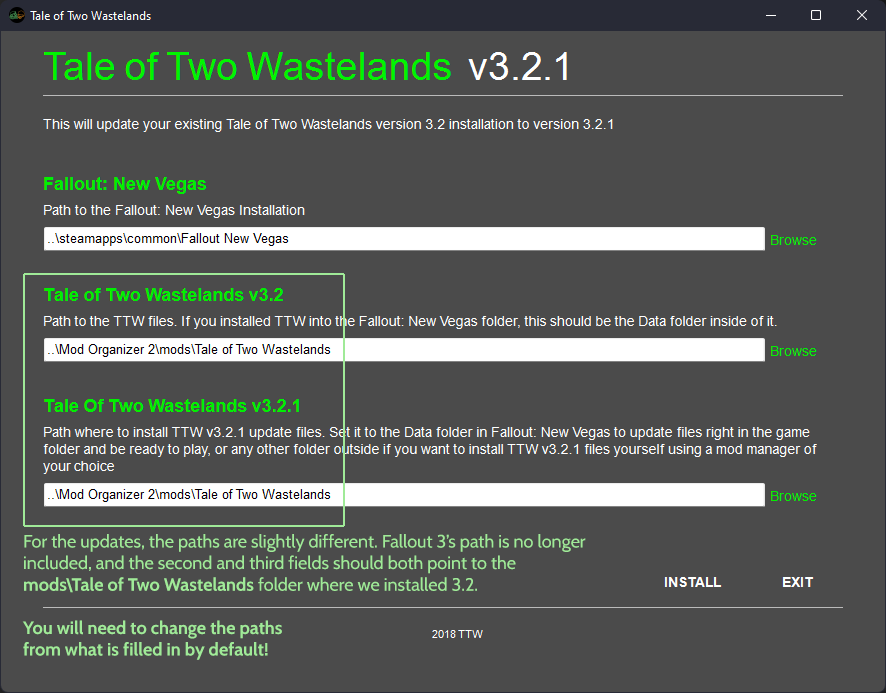 Tale of Two Wastelands
Tale of Two Wastelands v3.2.1
This will update your existing Tale of Two Wastelands version 3.2 installation to version 3.2.1
Fallout: New Vegas
Path to the Fallout: New Vegas Installation
..\steamapps\common\Fallout New Vegas Browse
Tale of Two Wastelands v3.2
Path to the TTW files. If you installed TTW into the Fallout: New Vegas folder, this should be the Data folder inside of it.
..\Mod Organizer 2\mods\Tale of Two Wastelands Browse
Tale Of Two Wastelands v3.2.1
Path where to install TTW v3.2.1 update files. Set it to the Data folder in Fallout: New Vegas to update files right in the game
folder and be ready to play, or any other folder outside if you want to install TTW v3.2.1 files yourself using a mod manager of
your choice
..\Mod Organizer 2\mods\Tale of Two Wastelands Browse
For the updates, the paths are slightly different. Fallout 3's path is no longer
included, and the second and third fields should both point to the
mods\Tale of Two Wastelands folder where we installed 3.2.
INSTALL EXIT
You will need to change the paths
from what is filled in by default!
2018 TTW